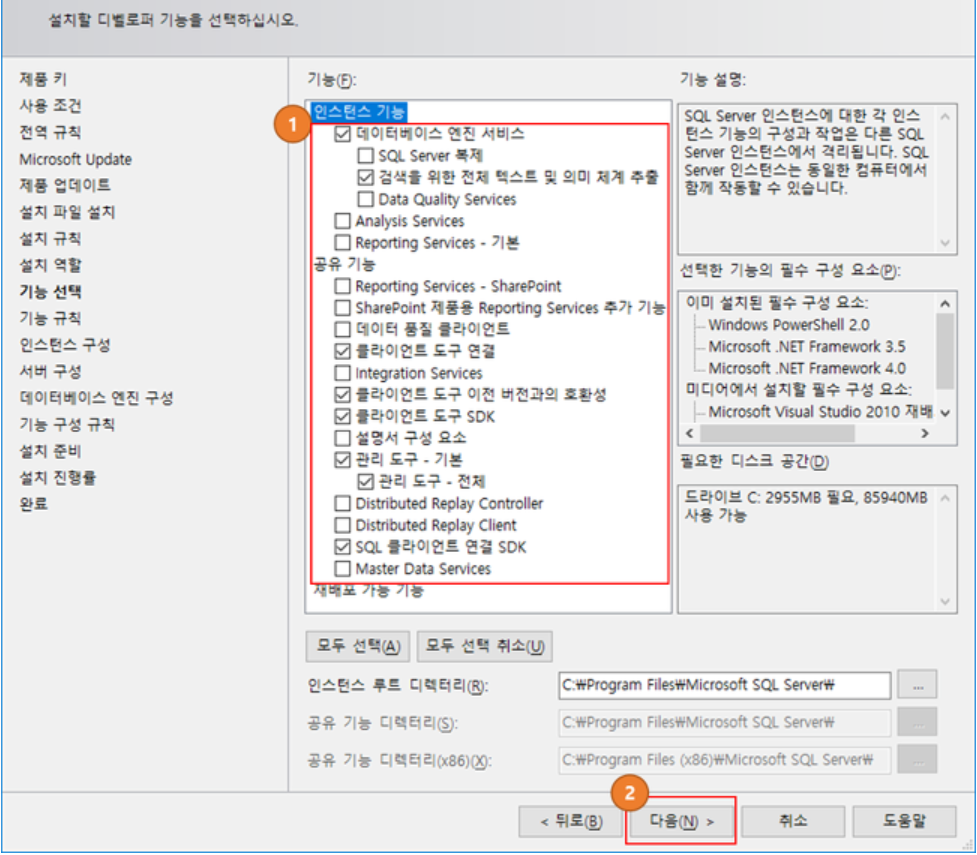 설치할 디벨로퍼 기능을 선택하십시오.
제품 키
사용 조건
전역 규칙
Microsoft Update
제품 업데이트
설치 파일 설치
설치 규칙
설치 역할
기능 선택
기능 규칙
인스턴스 구성
서버 구성
데이터베이스 엔진 구성
기능 구성 규칙
설치 준비
설치 진행률
완료
기능(F):
1
인스턴스 기능
데이터베이스 엔진 서비스
SQL Server 복제
검색을 위한 전체 텍스트 및 의미 체계 추출
Data Quality Services
Analysis Services
Reporting Services - 기본
공유 기능
Reporting Services - SharePoint
SharePoint 제품용 Reporting Services 추가 기능
데이터 품질 클라이언트
클라이언트 도구 연결
Integration Services
클라이언트 도구 이전 버전과의 호환성
클라이언트 도구 SDK
설명서 구성 요소
관리 도구 - 기본
관리 도구 - 전체
Distributed Replay Controller
Distributed Replay Client
SQL 클라이언트 연결 SDK
Master Data Services
재배포 가능 기능
기능 설명:
SQL Server 인스턴스에 대한 각 인스
턴스 기능의 구성과 작업은 다른 SQL
Server 인스턴스에서 격리됩니다. SQL
Server 인스턴스는 동일한 컴퓨터에서
함께 작동할 수 있습니다.
선택한 기능의 필수 구성 요소(P):
이미 설치된 필수 구성 요소:
Windows PowerShell 2.0
Microsoft .NET Framework 3.5
Microsoft .NET Framework 4.0
미디어에서 설치할 필수 구성 요소:
Microsoft Visual Studio 2010 재배
필요한 디스크 공간(D)
드라이브 C: 2955MB 필요, 85940MB
사용 가능
모두 선택(A) 모두 선택 취소(U)
인스턴스 루트 디렉터리(R): C:₩Program Files₩Microsoft SQL Server₩ ...
공유 기능 디렉터리(S): C:₩Program Files₩Microsoft SQL Server₩ ...
공유 기능 디렉터리(x86)(X): C:₩Program Files (x86)₩Microsoft SQL Server₩ ...
2
< 뒤로(B) 다음(N) > 취소 도움말